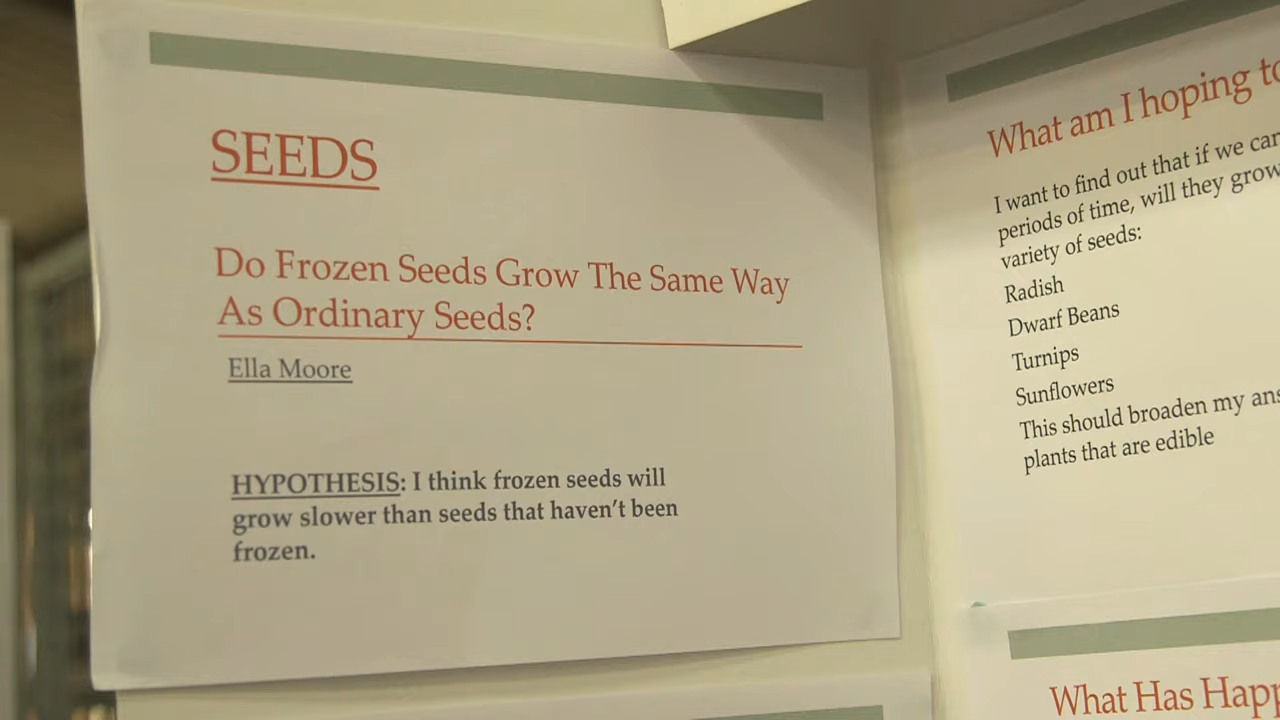 SEEDS
Do Frozen Seeds Grow The Same Way
As Ordinary Seeds?
Ella Moore
HYPOTHESIS: I think frozen seeds will
grow slower than seeds that haven't been
frozen.
What am I hoping to
I want to find out that if we can
periods of time, will they grow
variety of seeds:
Radish
Dwarf Beans
Turnips
Sunflowers
This should broaden my
plants that are edible
What Has